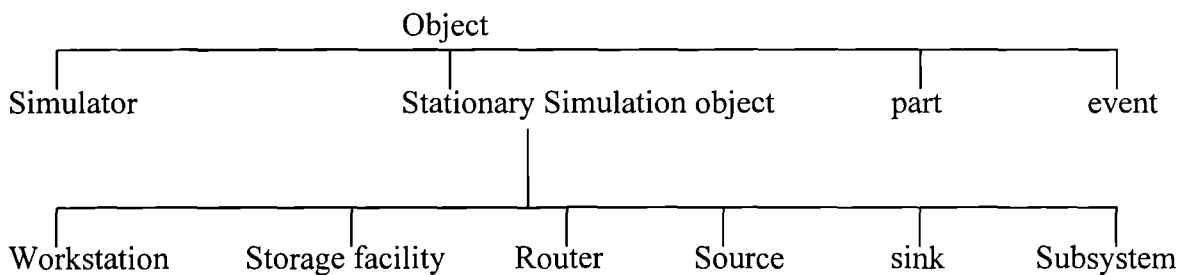 Object
Simulator Stationary Simulation object part event
Workstation Storage facility Router Source sink Subsystem